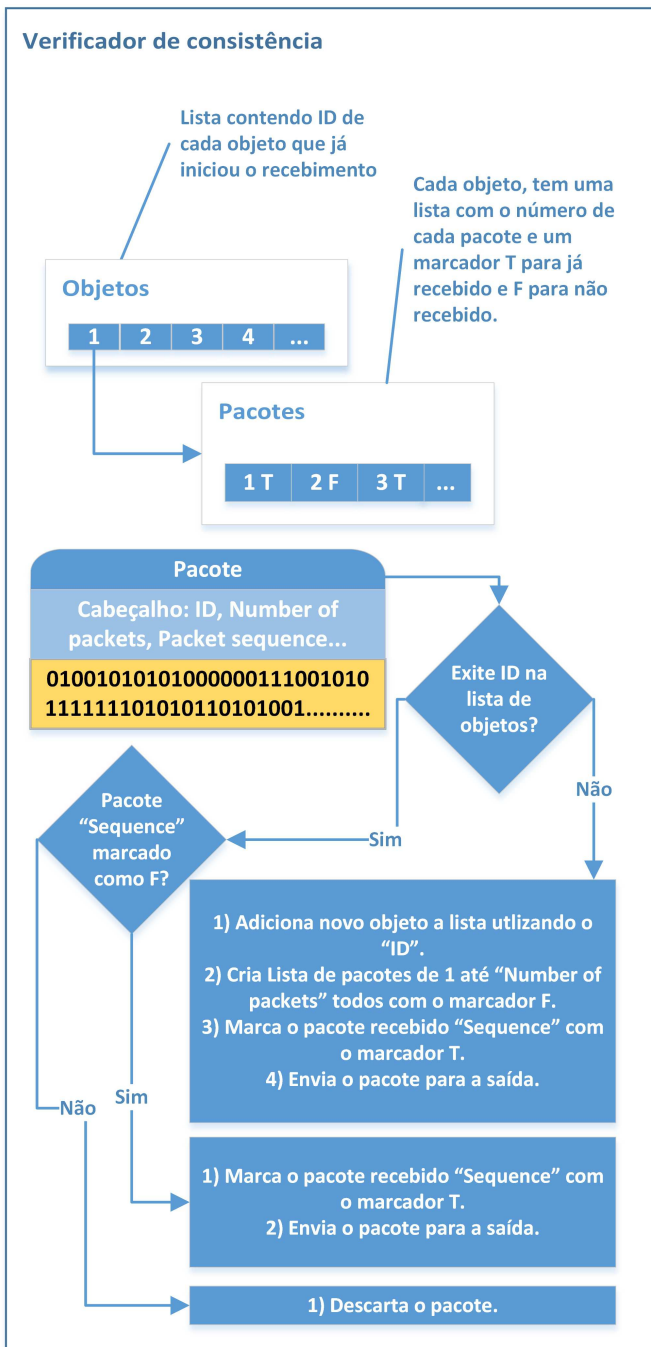 Verificador de consistência
Lista contendo ID de
cada objeto que já
iniciou o recebimento
Cada objeto, tem uma
lista com o número de
cada pacote e um
marcador T para já
recebido e F para não
recebido.
Objetos
1 2 3 4 ...
Pacotes
1 T 2 F 3 T ...
Pacote
Cabeçalho: ID, Number of
packets, Packet sequence...
01001010101000000111001010
111111101010110101001..........
Exite ID na
lista de
objetos?
Não
Sim
Pacote
“Sequence”
marcado
como F?
1) Adiciona novo objeto a lista utlizando o
“ID”.
2) Cria Lista de pacotes de 1 até “Number of
packets” todos com o marcador F.
3) Marca o pacote recebido “Sequence” com
o marcador T.
4) Envia o pacote para a saída.
Não
Sim
1) Marca o pacote recebido “Sequence” com
o marcador T.
2) Envia o pacote para a saída.
1) Descarta o pacote.